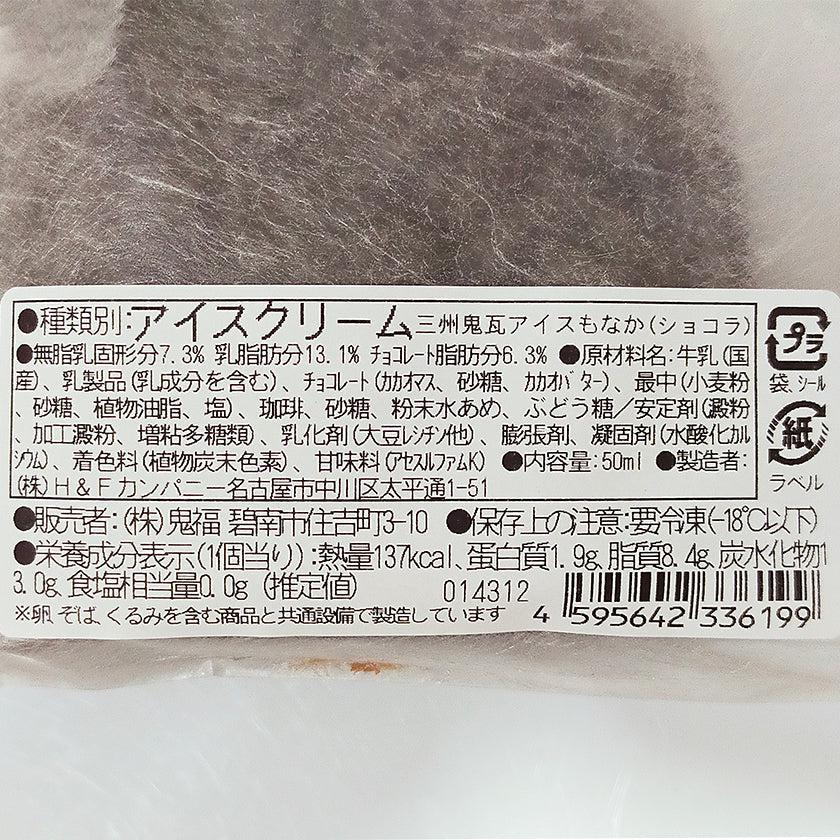 ●種類別:アイスクリーム三州鬼瓦アイスもなか(ショコラ)
●無脂乳固形分7.3% 乳脂肪分13.1% チョコレート脂肪分6.3% ●原材料名:牛乳(国
産)、乳製品(乳成分を含む)、チョコレート(カカオマス、砂糖、カカオバター)、最中(小麦粉
、砂糖、植物油脂、塩)、珈琲、砂糖、粉末水あめ、ぶどう糖/安定剤(澱粉
、加工澱粉、増粘多糖類)、乳化剤(大豆レシチン他)、膨張剤、凝固剤(水酸化カル
シウム)、着色料(植物炭末色素)、甘味料(アセスルファムK) ●内容量:50ml ●製造者:
(株)H&Fカンパニー名古屋市中川区太平通1-51
●販売者:(株)鬼福 碧南市住吉町3-10 ●保存上の注意:要冷凍(-18℃以下)
●栄養成分表示(1個当り):熱量137kcal、蛋白質1.9g、脂質8.4g、炭水化物1
3.0g、食塩相当量0.0g (推定値)
014312
※卵、そば、くるみを含む商品と共通設備で製造しています
4 595642 336199
プラ
袋、シール
紙
ラベル